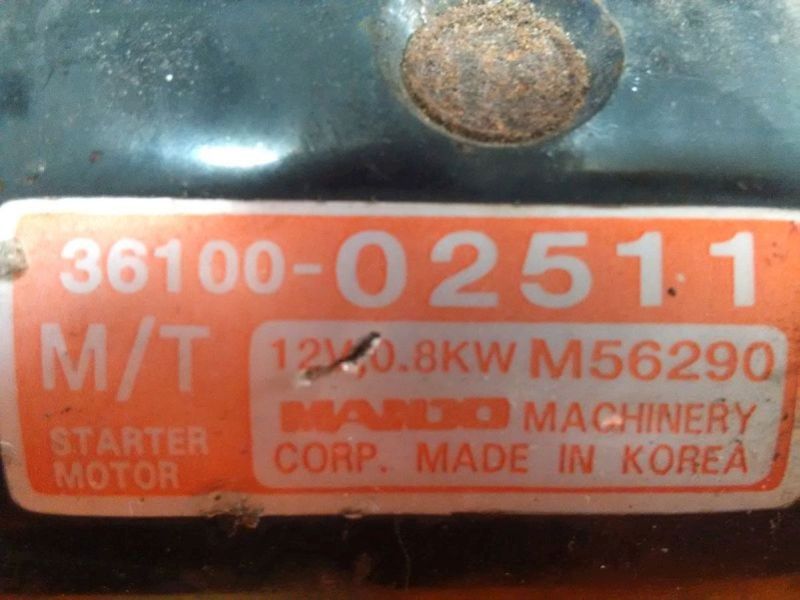 36100-02511
M/T
STARTER
MOTOR
12V, 0.8KW M56290
MANDO MACHINERY
CORP. MADE IN KOREA